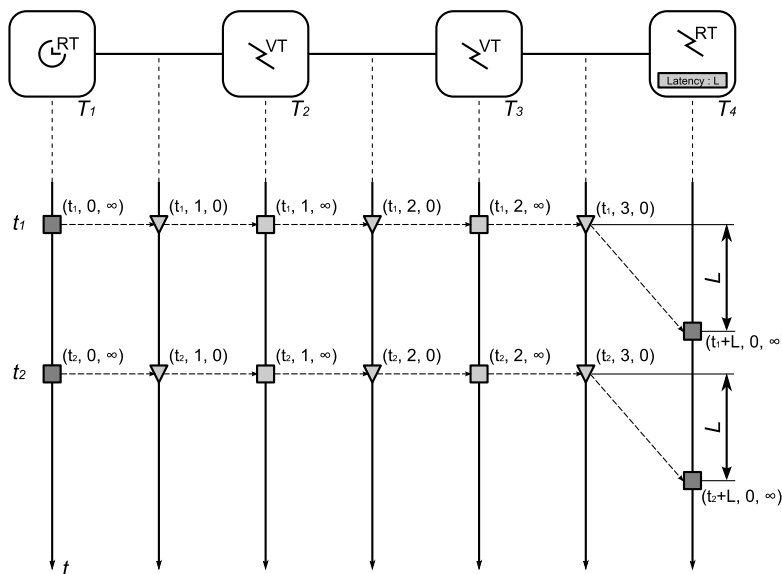 RT VT VT RT
Latency : L
T1 T2 T3 T4
t1 (t1, 0, ∞) (t1, 1, 0) (t1, 1, ∞) (t1, 2, 0) (t1, 2, ∞) (t1, 3, 0)
L
(t1+L, 0, ∞
t2 (t2, 0, ∞) (t2, 1, 0) (t2, 1, ∞) (t2, 2, 0) (t2, 2, ∞) (t2, 3, 0)
L
(t2+L, 0, ∞)
t